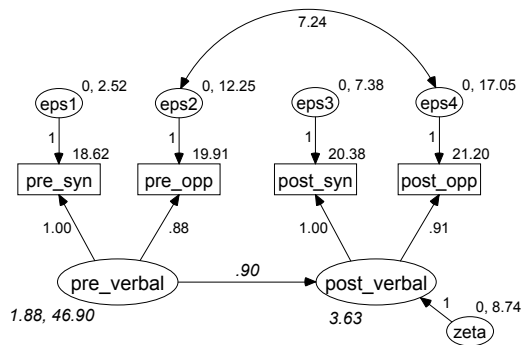 7.24
0, 2.52
0, 12.25
0, 7.38
0, 17.05
eps1
eps2
eps3
eps4
1
1
1
1
18.62
19.91
20.38
21.20
pre_syn
pre_opp
post_syn
post_opp
1.00
.88
1.00
.91
.90
pre_verbal
post_verbal
1.88, 46.90
3.63
1
0, 8.74
zeta